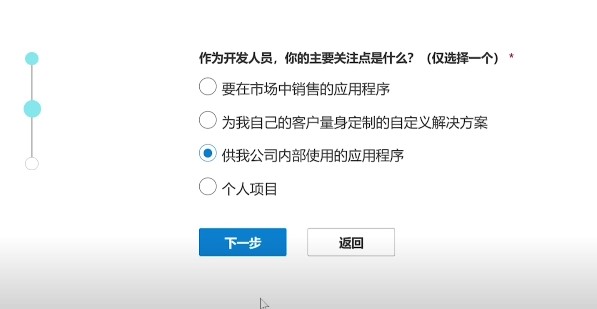 作为开发人员，你的主要关注点是什么？（仅选择一个） *
要在市场中销售的应用程序
为我自己的客户量身定制的自定义解决方案
供我公司内部使用的应用程序
个人项目
下一步
返回